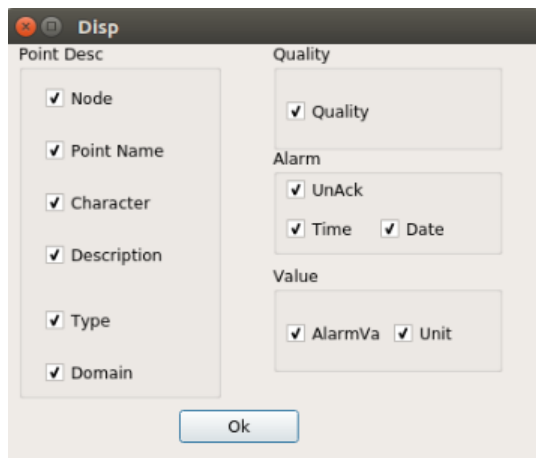 Disp
Point Desc
Node
Point Name
Character
Description
Type
Domain
Quality
Quality
Alarm
UnAck
Time Date
Value
AlarmVa Unit
Ok